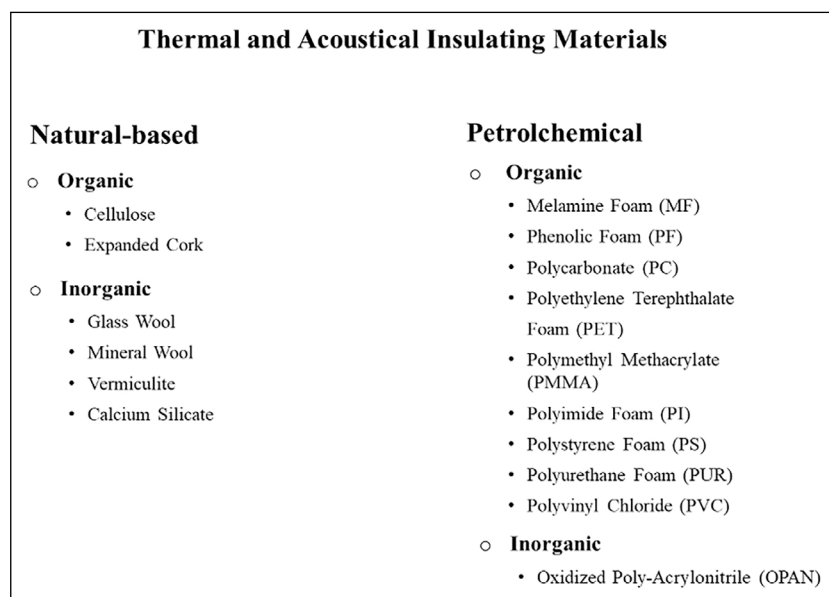 Thermal and Acoustical Insulating Materials
Natural-based
o Organic
• Cellulose
• Expanded Cork
o Inorganic
• Glass Wool
• Mineral Wool
• Vermiculite
• Calcium Silicate
Petrolchemical
o Organic
• Melamine Foam (MF)
• Phenolic Foam (PF)
• Polycarbonate (PC)
• Polyethylene Terephthalate
Foam (PET)
• Polymethyl Methacrylate
(PMMA)
• Polyimide Foam (PI)
• Polystyrene Foam (PS)
• Polyurethane Foam (PUR)
• Polyvinyl Chloride (PVC)
o Inorganic
• Oxidized Poly-Acrylonitrile (OPAN)